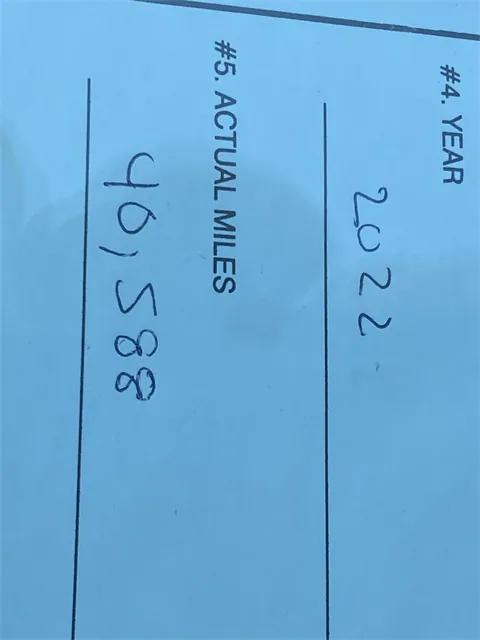 #4. YEAR
2022
#5. ACTUAL MILES
40,588